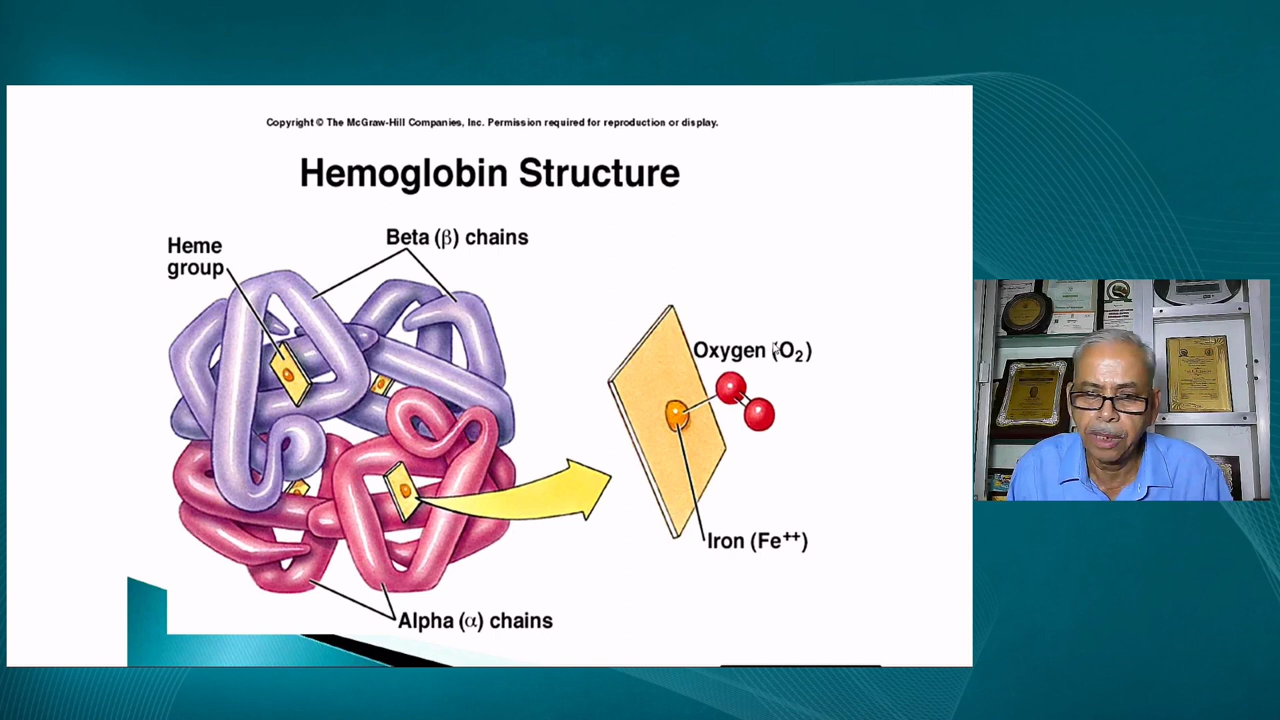 Copyright © The McGraw-Hill Companies, Inc. Permission required for reproduction or display.
Hemoglobin Structure
Heme
group
Beta (β) chains
Oxygen (O₂)
Iron (Fe⁺⁺)
Alpha (α) chains